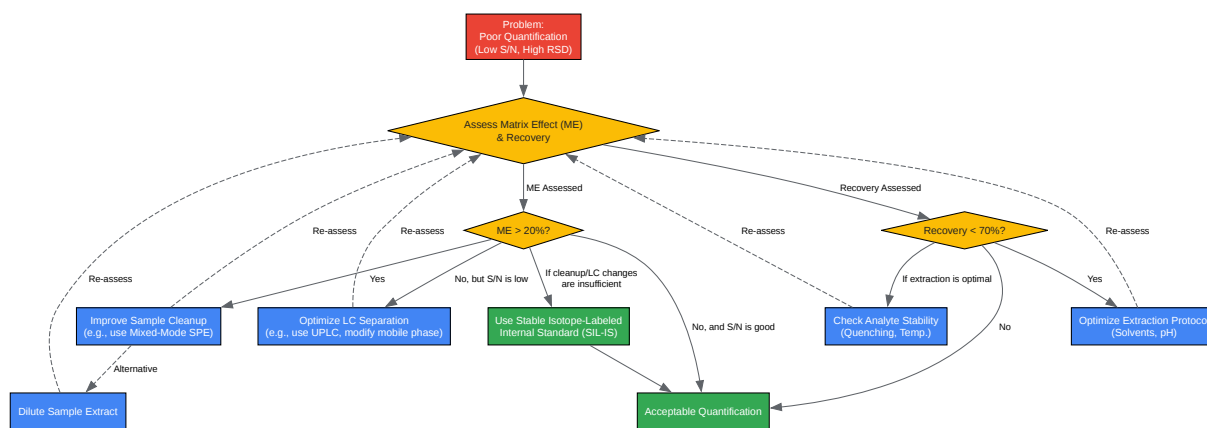 Problem:
Poor Quantification
(Low S/N, High RSD)
Assess Matrix Effect (ME)
& Recovery
ME Assessed
Recovery Assessed
ME > 20%?
Recovery < 70%?
Re-assess
Re-assess
Re-assess
Re-assess
Re-assess
Yes
No, but S/N is low
If cleanup/LC changes
are insufficient
If extraction is optimal
Yes
Improve Sample Cleanup
(e.g., use Mixed-Mode SPE)
Optimize LC Separation
(e.g., use UPLC, modify mobile phase)
Use Stable Isotope-Labeled
Internal Standard (SIL-IS)
No, and S/N is good
Check Analyte Stability
(Quenching, Temp.)
No
Optimize Extraction Protocol
(Solvents, pH)
Alternative
Dilute Sample Extract
Acceptable Quantification